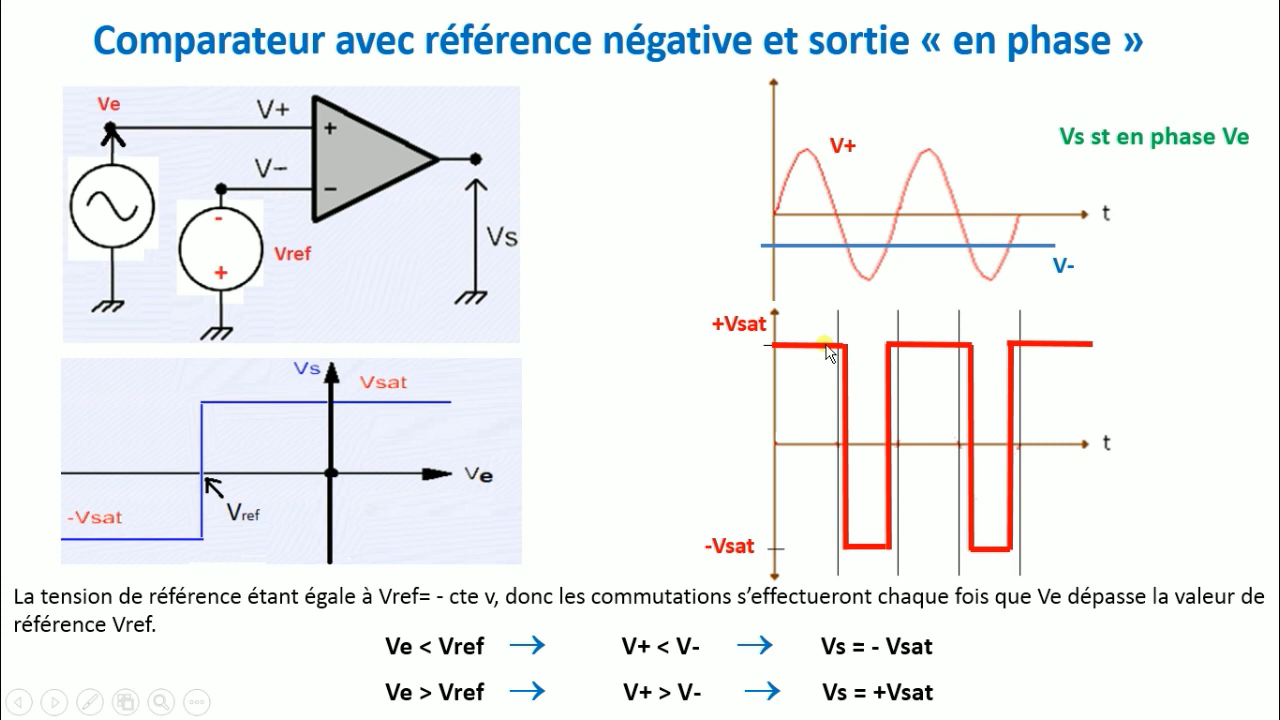 Comparateur avec référence négative et sortie « en phase »
Ve
V+
+
V−
−
-
+
Vref
Vs
V+
Vs st en phase Ve
t
V-
+Vsat
t
-Vsat
Vs
Vsat
Ve
-Vsat
Vref
La tension de référence étant égale à Vref= - cte v, donc les commutations s’effectueront chaque fois que Ve dépasse la valeur de
référence Vref.
Ve < Vref → V+ < V- → Vs = - Vsat
Ve > Vref → V+ > V- → Vs = +Vsat